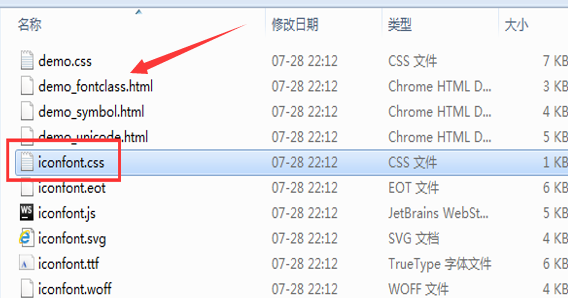 名称 修改日期 类型 大小
demo.css 07-28 22:12 CSS 文件 7 KB
demo_fontclass.html 07-28 22:12 Chrome HTML D... 3 KB
demo_symbol.html 07-28 22:12 Chrome HTML D... 4 KB
demo_unicode.html 07-28 22:12 Chrome HTML D... 5 KB
iconfont.css 07-28 22:12 CSS 文件 1 KB
iconfont.eot 07-28 22:12 EOT 文件 6 KB
WS iconfont.js 07-28 22:12 JetBrains WebSt... 5 KB
iconfont.svg 07-28 22:12 SVG 文档 4 KB
iconfont.ttf 07-28 22:12 TrueType 字体文件 6 KB
iconfont.woff 07-28 22:12 WOFF 文件 4 KB